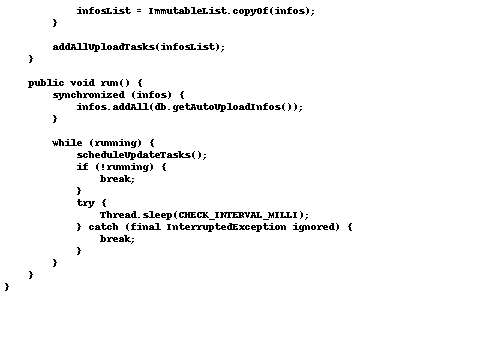 infosList = ImmutableList.copyOf(infos);
        }

        addAllUploadTasks(infosList);
    }

    public void run() {
        synchronized (infos) {
            infos.addAll(db.getAutoUploadInfos());
        }

        while (running) {
            scheduleUpdateTasks();
            if (!running) {
                break;
            }
            try {
                Thread.sleep(CHECK_INTERVAL_MILLI);
            } catch (final InterruptedException ignored) {
                break;
            }
        }
    }
}